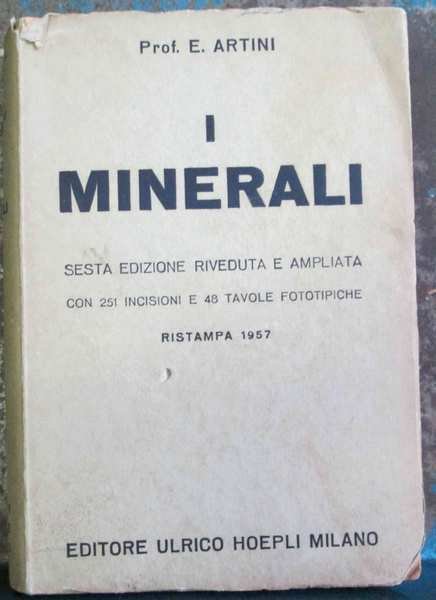 Prof. E. ARTINI
I
MINERALI
SESTA EDIZIONE RIVEDUTA E AMPLIATA
CON 251 INCISIONI E 48 TAVOLE FOTOTIPICHE
RISTAMPA 1957
EDITORE ULRICO HOEPLI MILANO